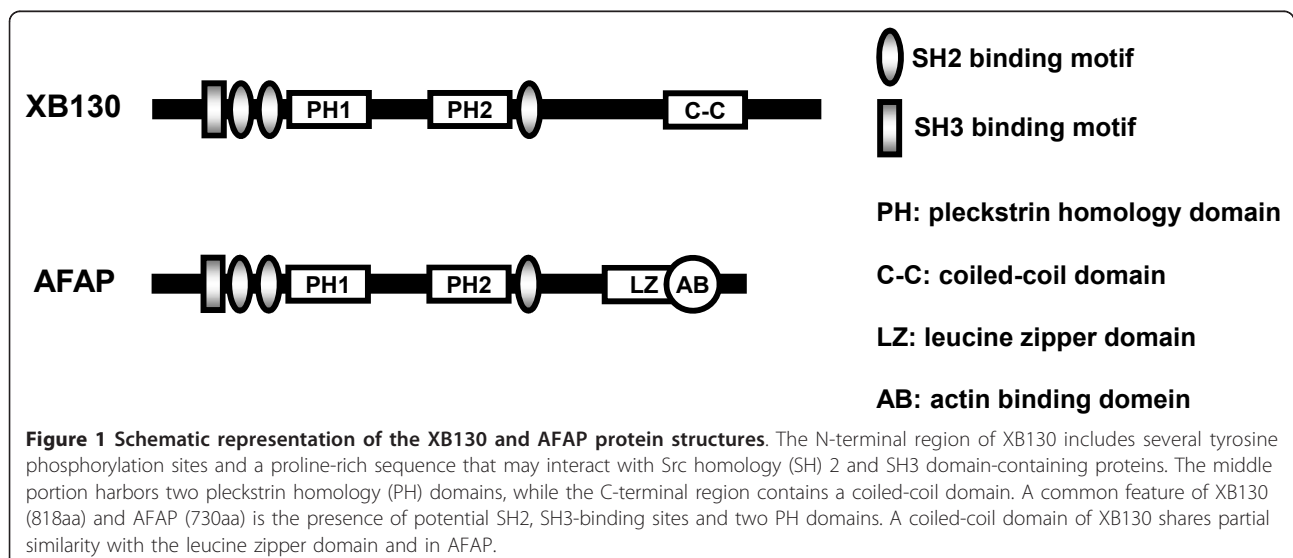 XB130
PH1
PH2
C-C
AFAP
PH1
PH2
LZ
AB
SH2 binding motif
SH3 binding motif
PH: pleckstrin homology domain
C-C: coiled-coil domain
LZ: leucine zipper domain
AB: actin binding domein
Figure 1 Schematic representation of the XB130 and AFAP protein structures. The N-terminal region of XB130 includes several tyrosine
phosphorylation sites and a proline-rich sequence that may interact with Src homology (SH) 2 and SH3 domain-containing proteins. The middle
portion harbors two pleckstrin homology (PH) domains, while the C-terminal region contains a coiled-coil domain. A common feature of XB130
(818aa) and AFAP (730aa) is the presence of potential SH2, SH3-binding sites and two PH domains. A coiled-coil domain of XB130 shares partial
similarity with the leucine zipper domain and in AFAP.